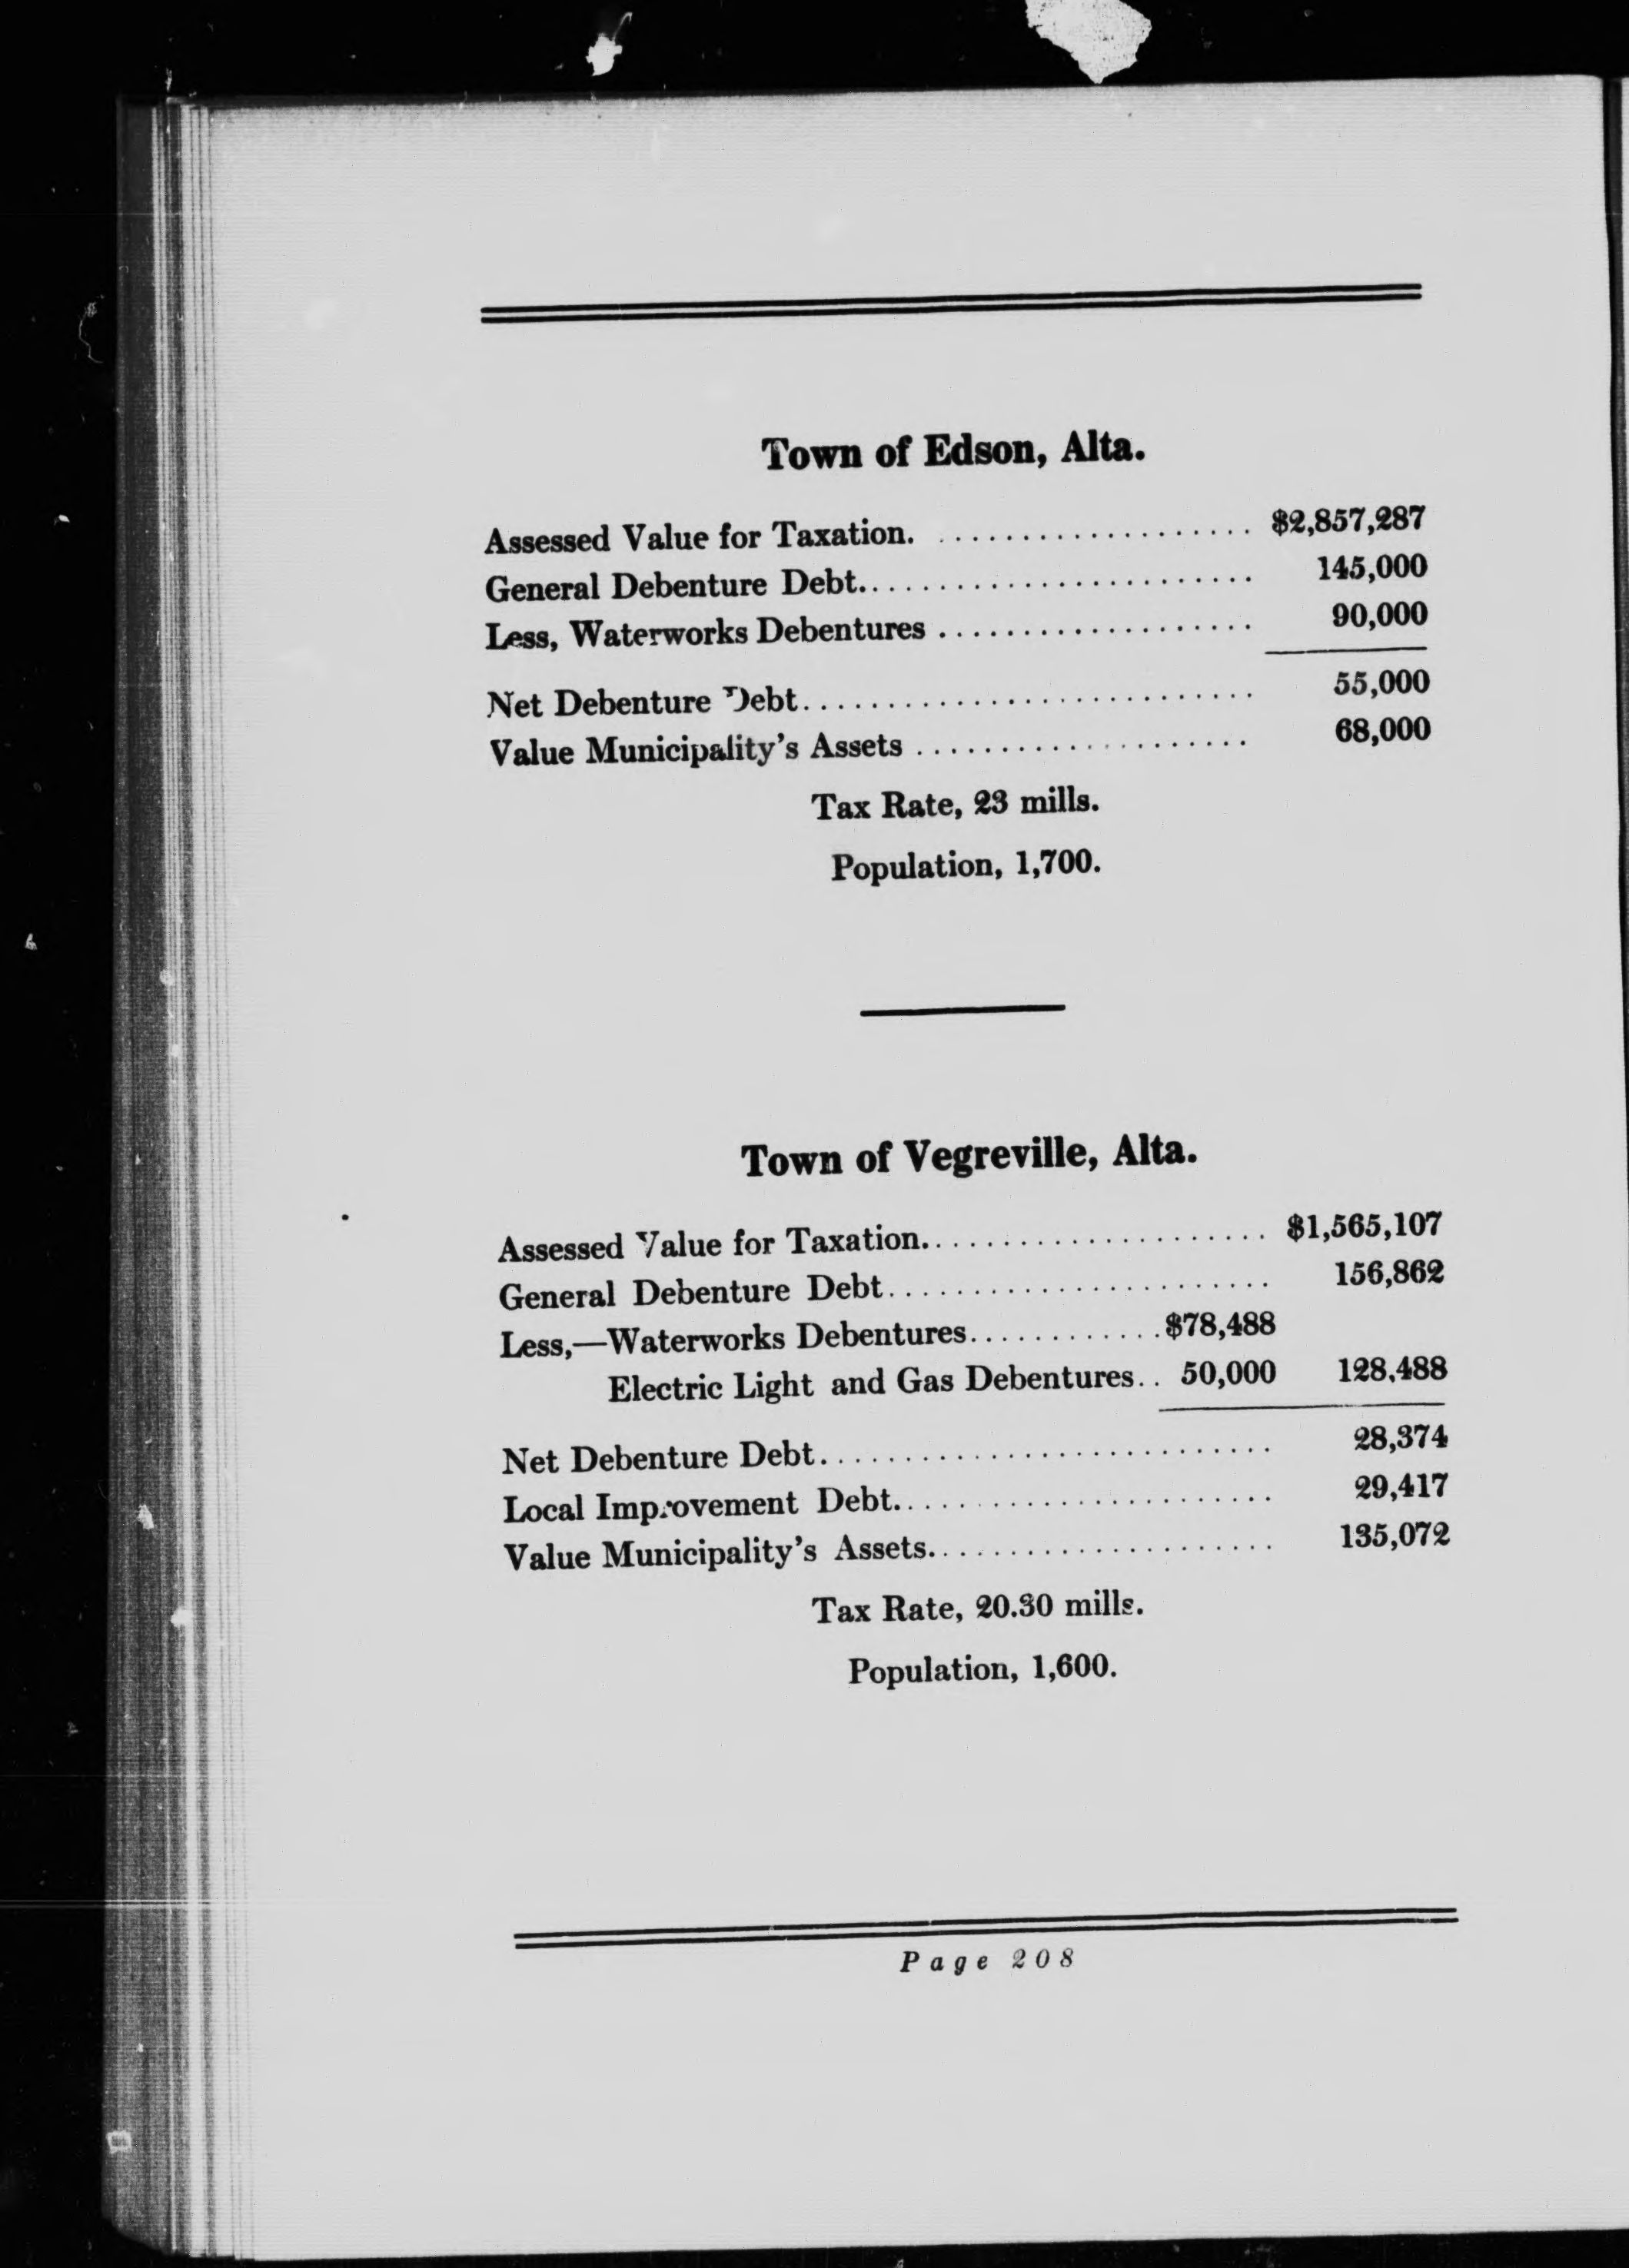 Town of Edson, Alta.
Assessed Value for Taxation. ................... $2,857,287
General Debenture Debt........................ 145,000
Less, Waterworks Debentures ................... 90,000
Net Debenture Debt........................... 55,000
Value Municipality's Assets .................... 68,000
Tax Rate, 23 mills.
Population, 1,700.
Town of Vegreville, Alta.
Assessed Value for Taxation..................... $1,565,107
General Debenture Debt....................... 156,862
Less,—Waterworks Debentures............$78,488
Electric Light and Gas Debentures.. 50,000 128,488
Net Debenture Debt........................... 28,374
Local Improvement Debt....................... 29,417
Value Municipality's Assets..................... 135,072
Tax Rate, 20.30 mills.
Population, 1,600.
Page 208